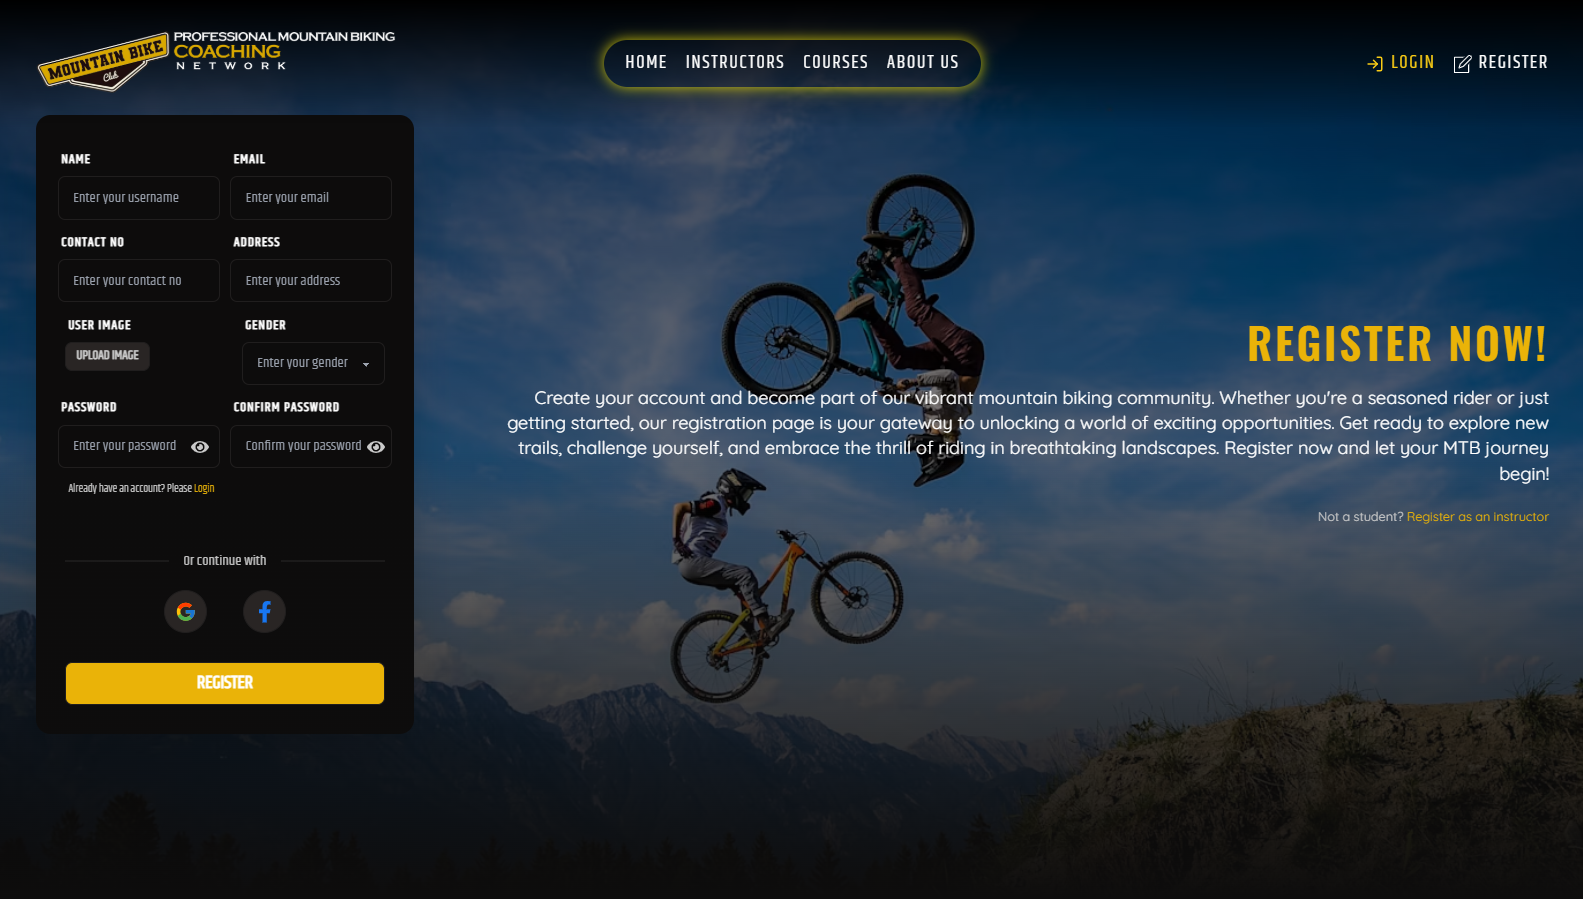 MOUNTAIN BIKE
Club
PROFESSIONAL MOUNTAIN BIKING
COACHING
NETWORK
HOME INSTRUCTORS COURSES ABOUT US
LOGIN REGISTER
NAME EMAIL
Enter your username Enter your email
CONTACT NO ADDRESS
Enter your contact no Enter your address
USER IMAGE GENDER
UPLOAD IMAGE Enter your gender
PASSWORD CONFIRM PASSWORD
Enter your password Confirm your password
Already have an account? Please Login
Or continue with
REGISTER
REGISTER NOW!
Create your account and become part of our vibrant mountain biking community. Whether you're a seasoned rider or just
getting started, our registration page is your gateway to unlocking a world of exciting opportunities. Get ready to explore new
trails, challenge yourself, and embrace the thrill of riding in breathtaking landscapes. Register now and let your MTB journey
begin!
Not a student? Register as an instructor